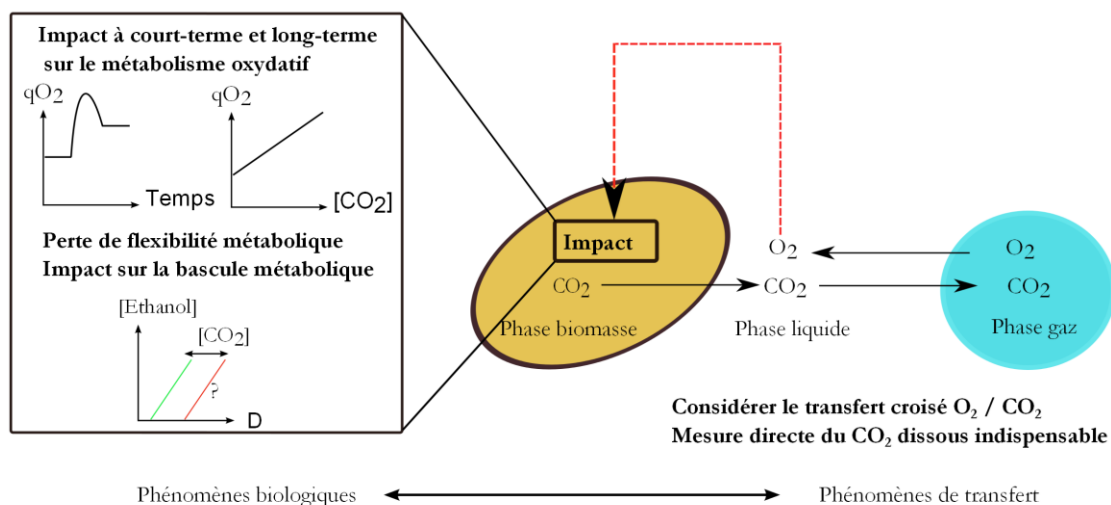 Impact à court-terme et long-terme
sur le métabolisme oxydatif
qO2
qO2
Temps
[CO2]
Perte de flexibilité métabolique
Impact sur la bascule métabolique
[Ethanol]
[CO2]
?
D
Impact
CO2
Phase biomasse
O2
CO2
Phase liquide
O2
CO2
Phase gaz
Considérer le transfert croisé O2 / CO2
Mesure directe du CO2 dissous indispensable
Phénomènes biologiques
Phénomènes de transfert